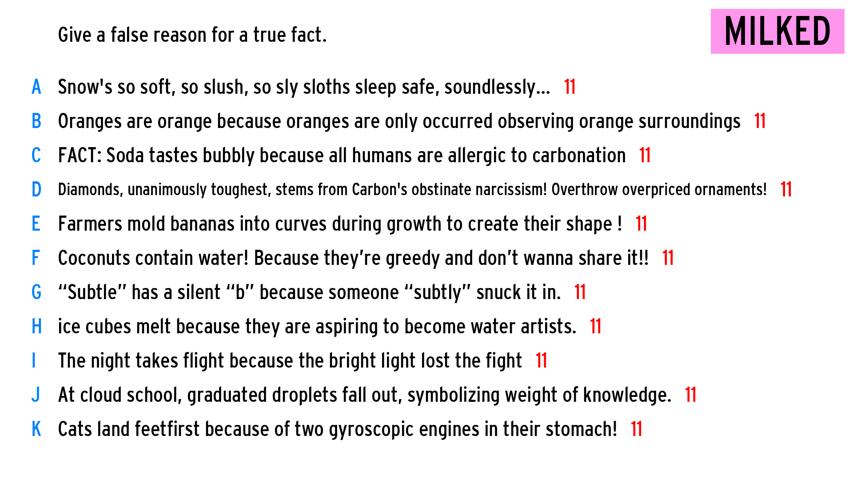 Give a false reason for a true fact.
MILKED
A Snow's so soft, so slush, so sly sloths sleep safe, soundlessly... 11
B Oranges are orange because oranges are only occurred observing orange surroundings 11
C FACT: Soda tastes bubbly because all humans are allergic to carbonation 11
D Diamonds, unanimously toughest, stems from Carbon's obstinate narcissism! Overthrow overpriced ornaments! 11
E Farmers mold bananas into curves during growth to create their shape ! 11
F Coconuts contain water! Because they’re greedy and don’t wanna share it!! 11
G “Subtle” has a silent “b” because someone “subtly” snuck it in. 11
H ice cubes melt because they are aspiring to become water artists. 11
I The night takes flight because the bright light lost the fight 11
J At cloud school, graduated droplets fall out, symbolizing weight of knowledge. 11
K Cats land feetfirst because of two gyroscopic engines in their stomach! 11